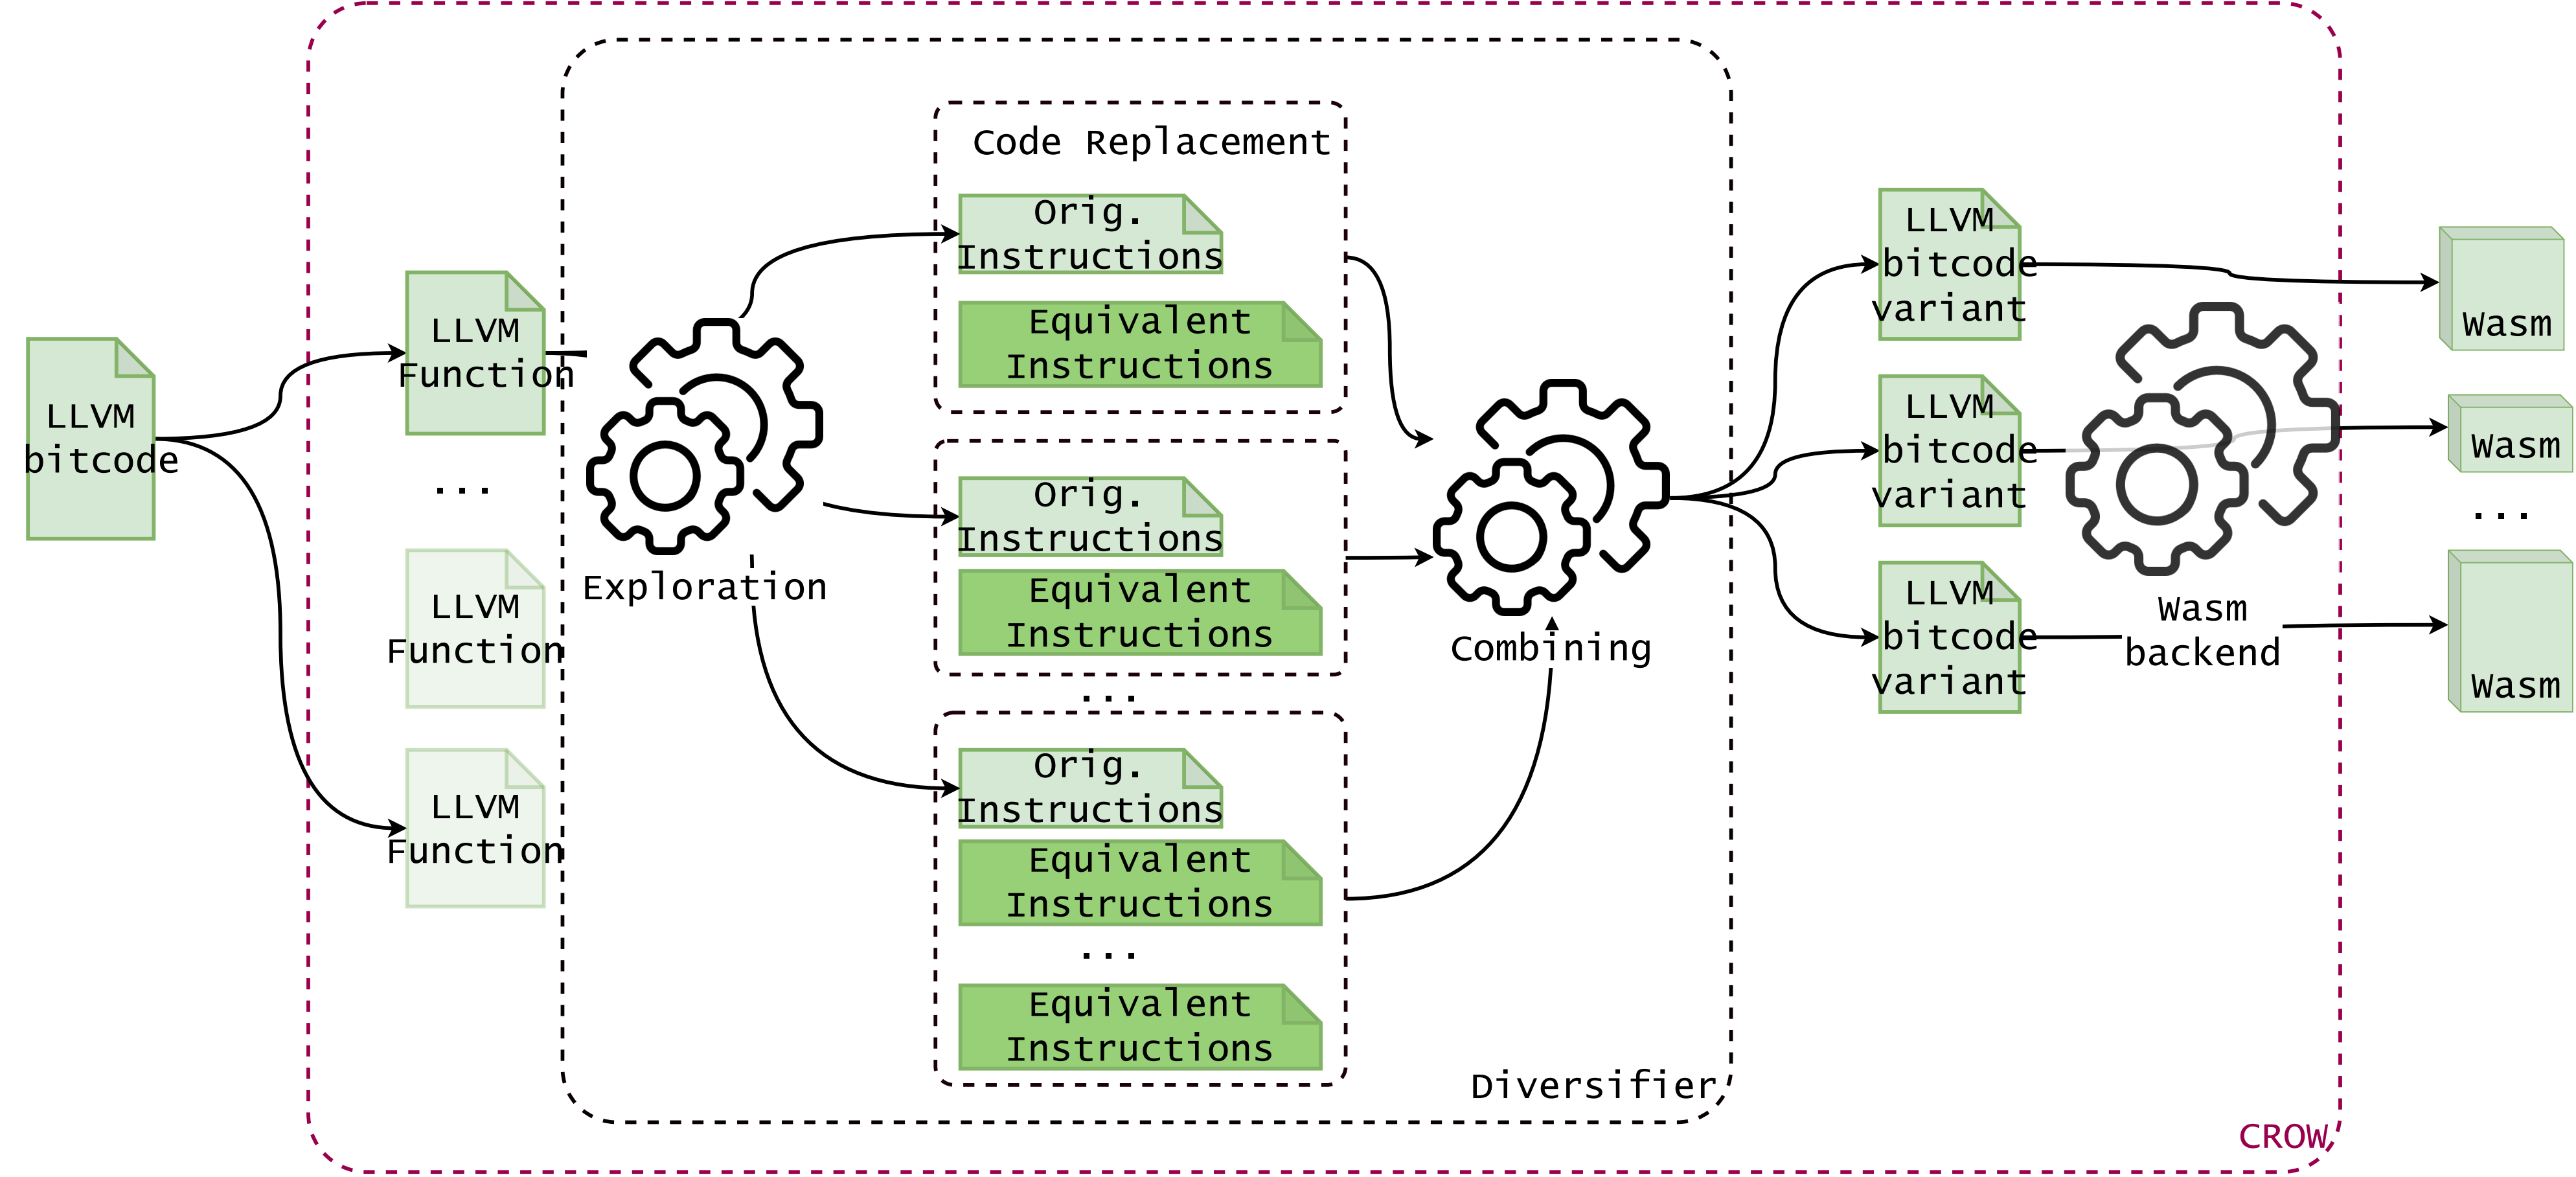 LLVM
bitcode
LLVM
Function
...
LLVM
Function
LLVM
Function
Exploration
Code Replacement
Orig.
Instructions
Equivalent
Instructions
Orig.
Instructions
Equivalent
Instructions
...
Orig.
Instructions
Equivalent
Instructions
...
Equivalent
Instructions
Combining
Diversifier
LLVM
bitcode
variant
LLVM
bitcode
variant
LLVM
bitcode
variant
Wasm
backend
CROW
Wasm
Wasm
...
Wasm